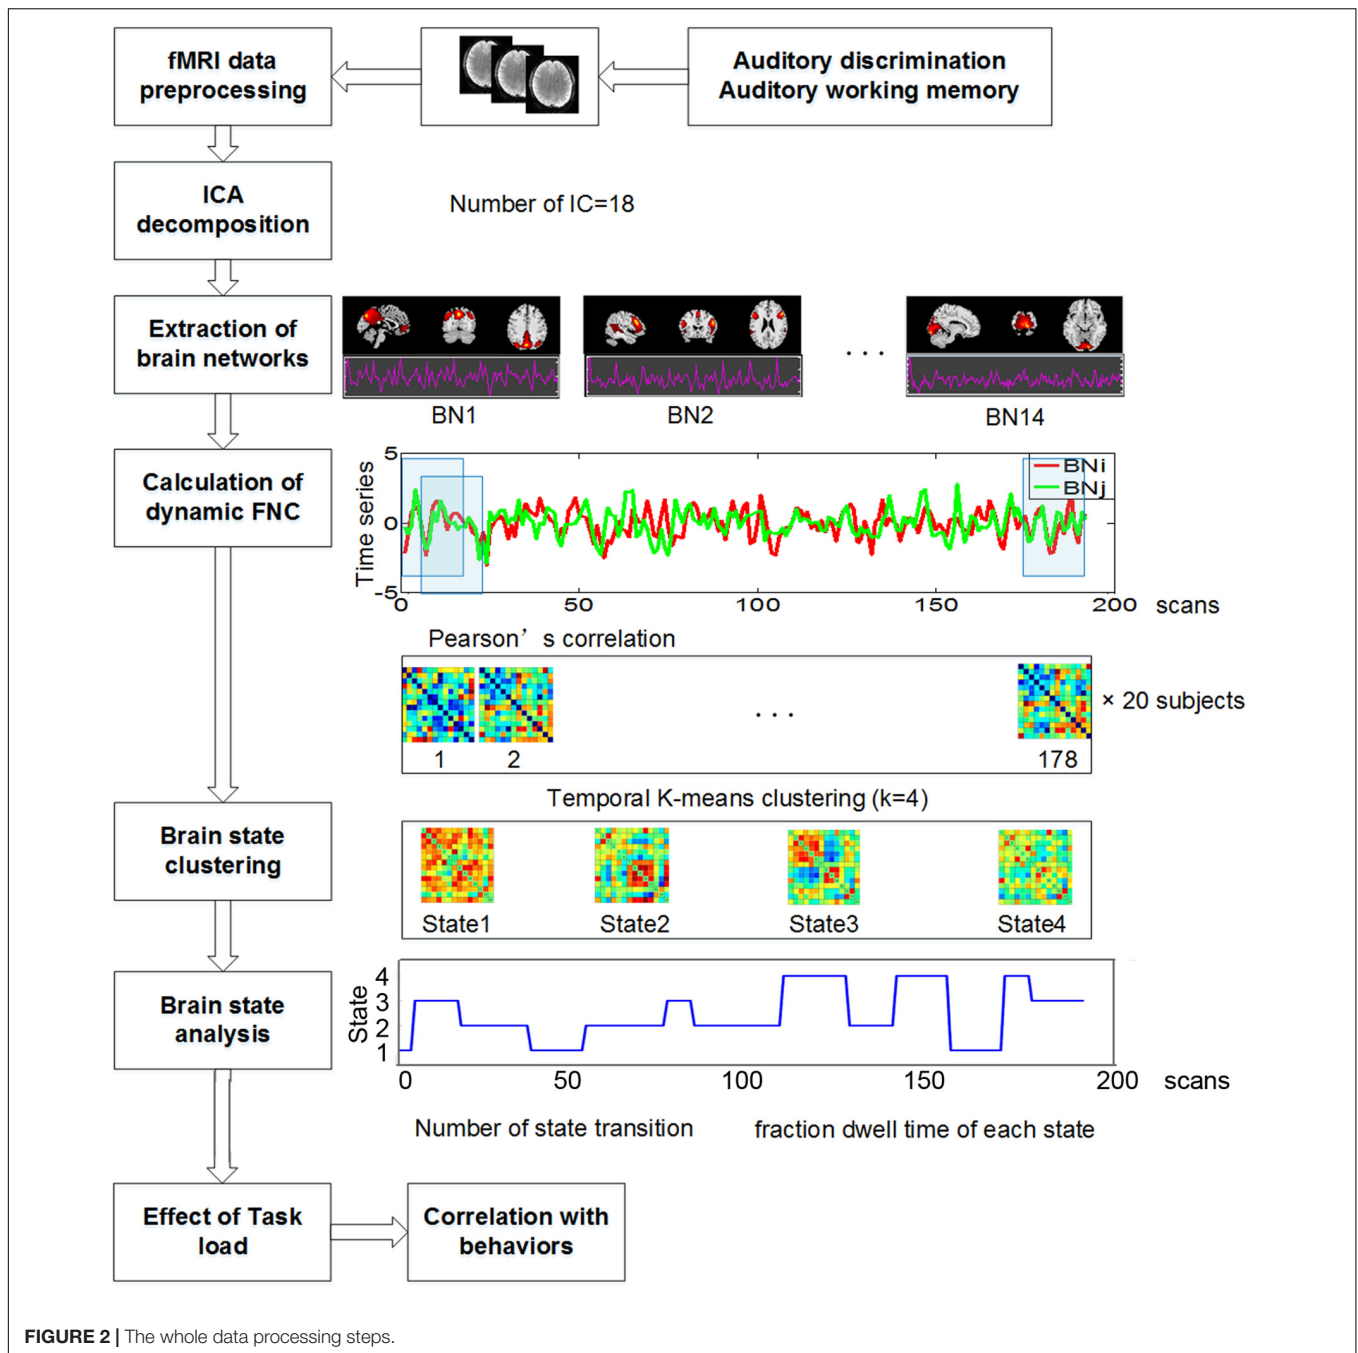 fMRI data
preprocessing
Auditory discrimination
Auditory working memory
ICA
decomposition
Number of IC=18
Extraction of
brain networks
BN1
BN2
. . .
BN14
Calculation of
dynamic FNC
Time series
5
0
-5
BNi
BNj
0 50 100 150 200 scans
Pearson’ s correlation
1
2
. . .
178
× 20 subjects
Temporal K-means clustering (k=4)
Brain state
clustering
State1
State2
State3
State4
Brain state
analysis
State
4
3
2
1
0 50 100 150 200 scans
Number of state transition
fraction dwell time of each state
Effect of Task
load
Correlation with
behaviors
FIGURE 2 | The whole data processing steps.